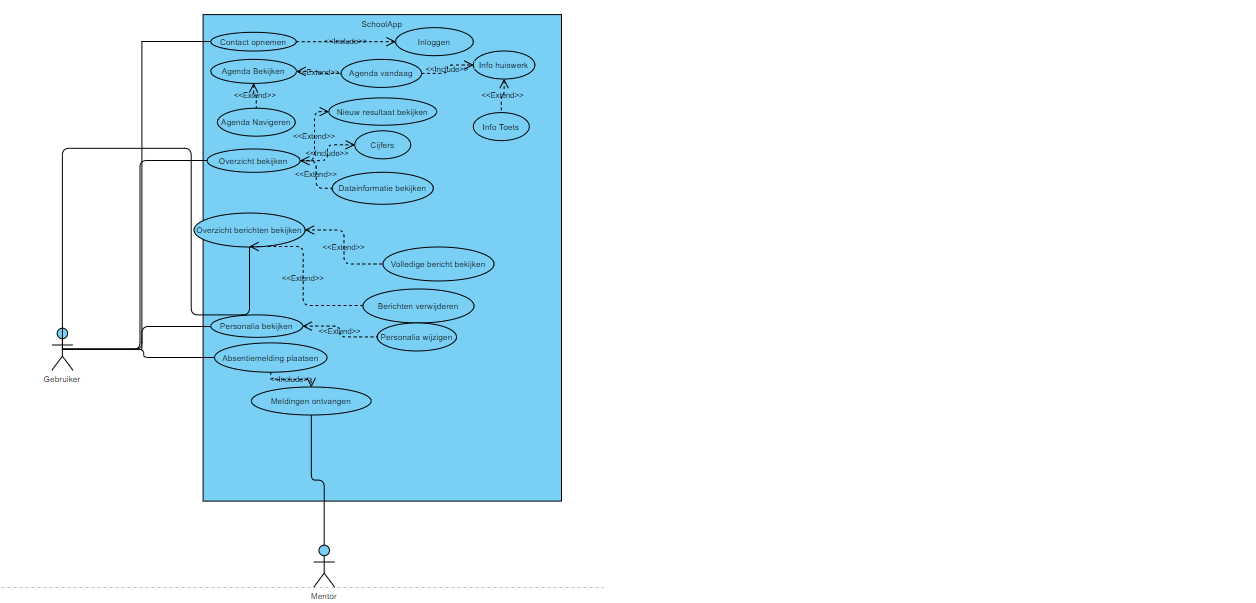 SchoolApp
Contact opnemen
<<Include>>
Inloggen
Agenda Bekijken
<<Extend>>
Agenda vandaag
<<Include>>
Info huiswerk
<<Extend>>
<<Extend>>
Agenda Navigeren
Nieuw resultaat bekijken
Info Toets
<<Extend>>
Cijfers
<<Include>>
Overzicht bekijken
<<Extend>>
Datainformatie bekijken
Overzicht berichten bekijken
<<Extend>>
Volledige bericht bekijken
<<Extend>>
Berichten verwijderen
Personalia bekijken
<<Extend>>
Personalia wijzigen
Absentiemelding plaatsen
<<Include>>
Gebruiker
Meldingen ontvangen
Mentor